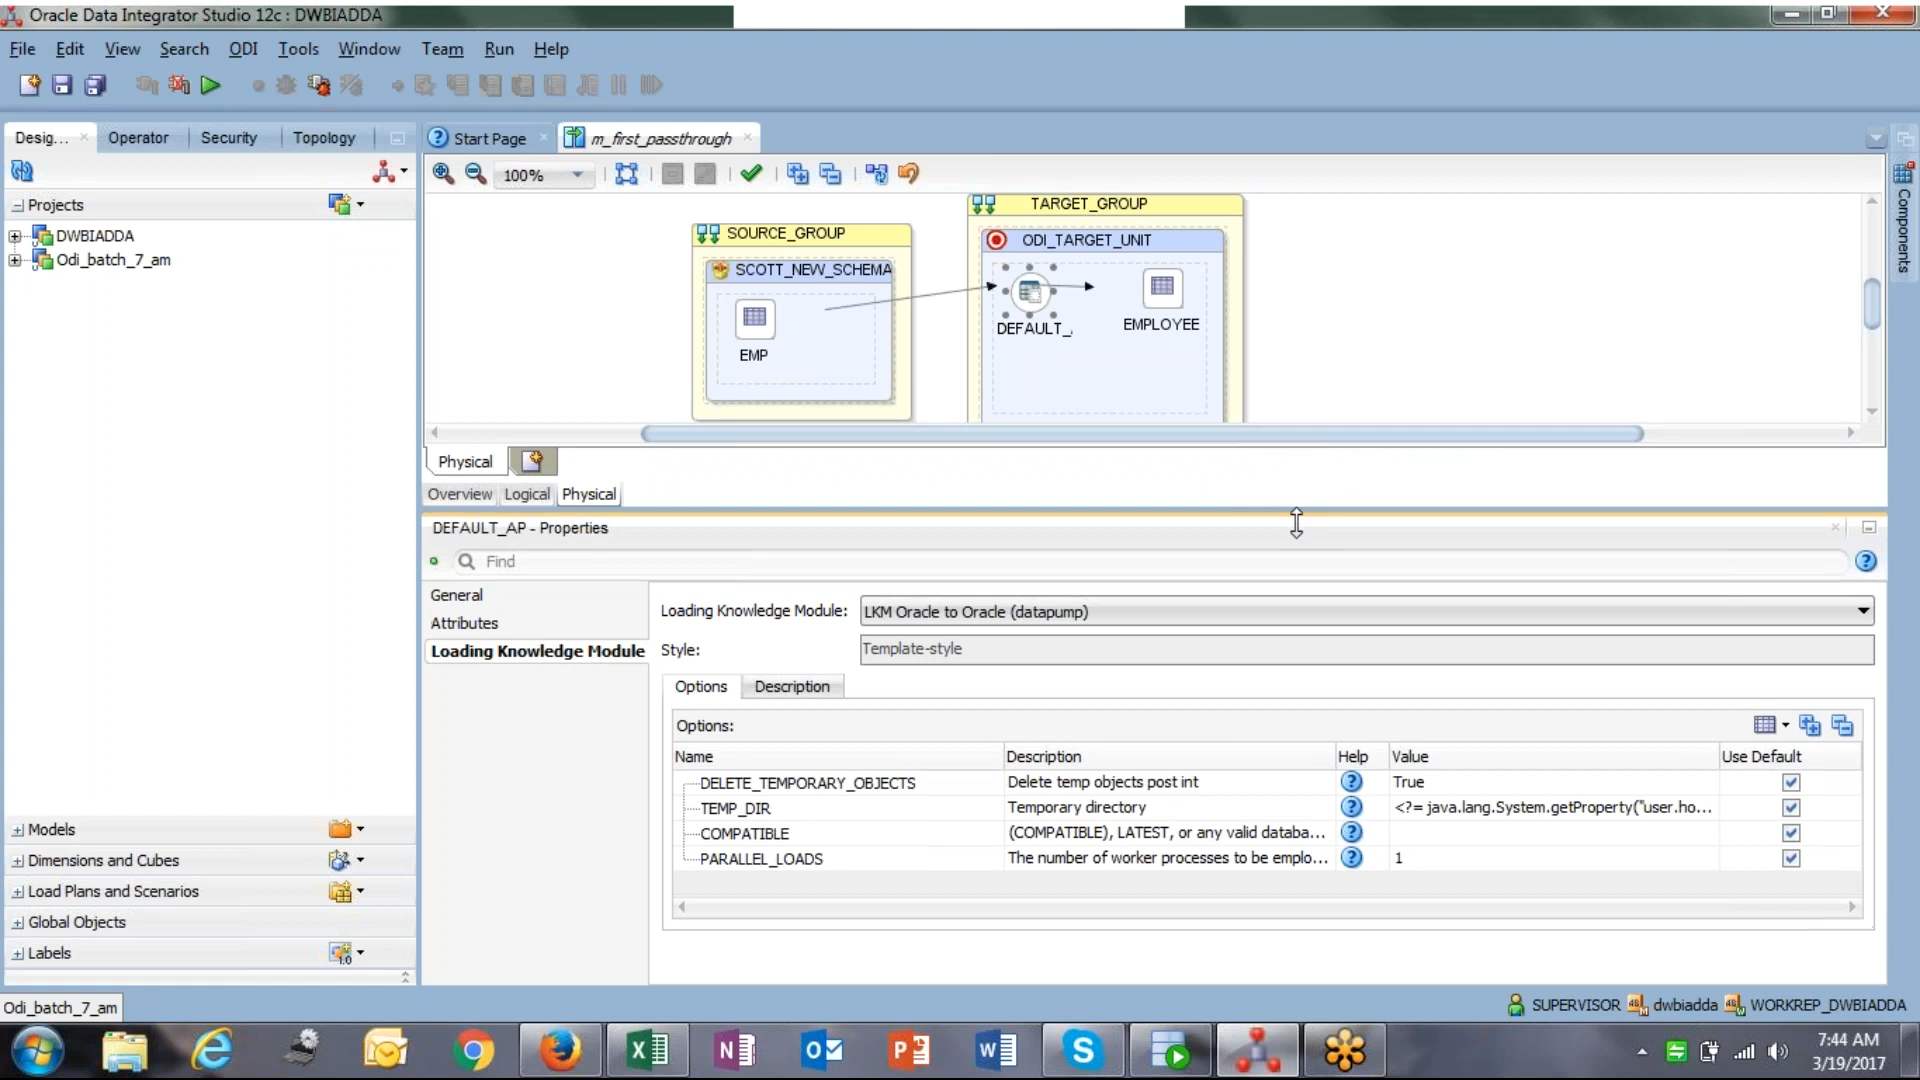 Oracle Data Integrator Studio 12c : DWBIADDA
File Edit View Search ODI Tools Window Team Run Help
Desig... Operator Security Topology
Start Page m_first_passthrough
100%
Projects
DWBIADDA
Odi_batch_7_am
TARGET_GROUP
SOURCE_GROUP
ODI_TARGET_UNIT
SCOTT_NEW_SCHEMA
DEFAULT_
EMPLOYEE
EMP
Components
Physical
Overview Logical Physical
DEFAULT_AP - Properties
Find
General
Attributes
Loading Knowledge Module
Loading Knowledge Module: LKM Oracle to Oracle (datapump)
Style: Template-style
Options Description
Options:
Name Description Help Value Use Default
DELETE_TEMPORARY_OBJECTS Delete temp objects post int True
TEMP_DIR Temporary directory <?= java.lang.System.getProperty("user.ho...
COMPATIBLE (COMPATIBLE), LATEST, or any valid databa...
PARALLEL_LOADS The number of worker processes to be emplo... 1
Models
Dimensions and Cubes
Load Plans and Scenarios
Global Objects
Labels
Odi_batch_7_am
SUPERVISOR dwbiadda WORKREP_DWBIADDA
7:44 AM
3/19/2017